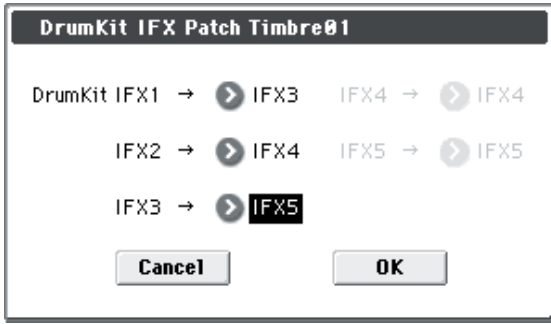 DrumKit IFX Patch Timbre01
DrumKit IFX1 → IFX3 IFX4 → IFX4
IFX2 → IFX4 IFX5 → IFX5
IFX3 → IFX5
Cancel OK